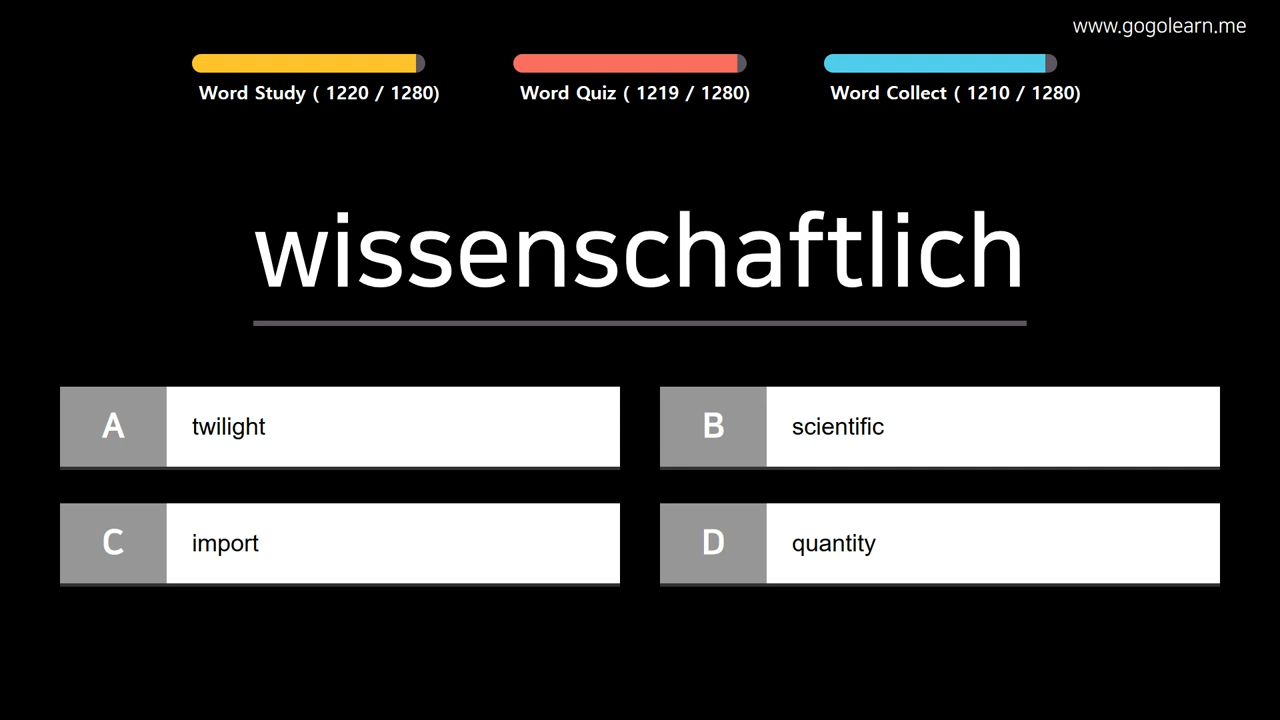 www.gogolearn.me
Word Study ( 1220 / 1280)
Word Quiz ( 1219 / 1280)
Word Collect ( 1210 / 1280)
wissenschaftlich
A twilight
B scientific
C import
D quantity